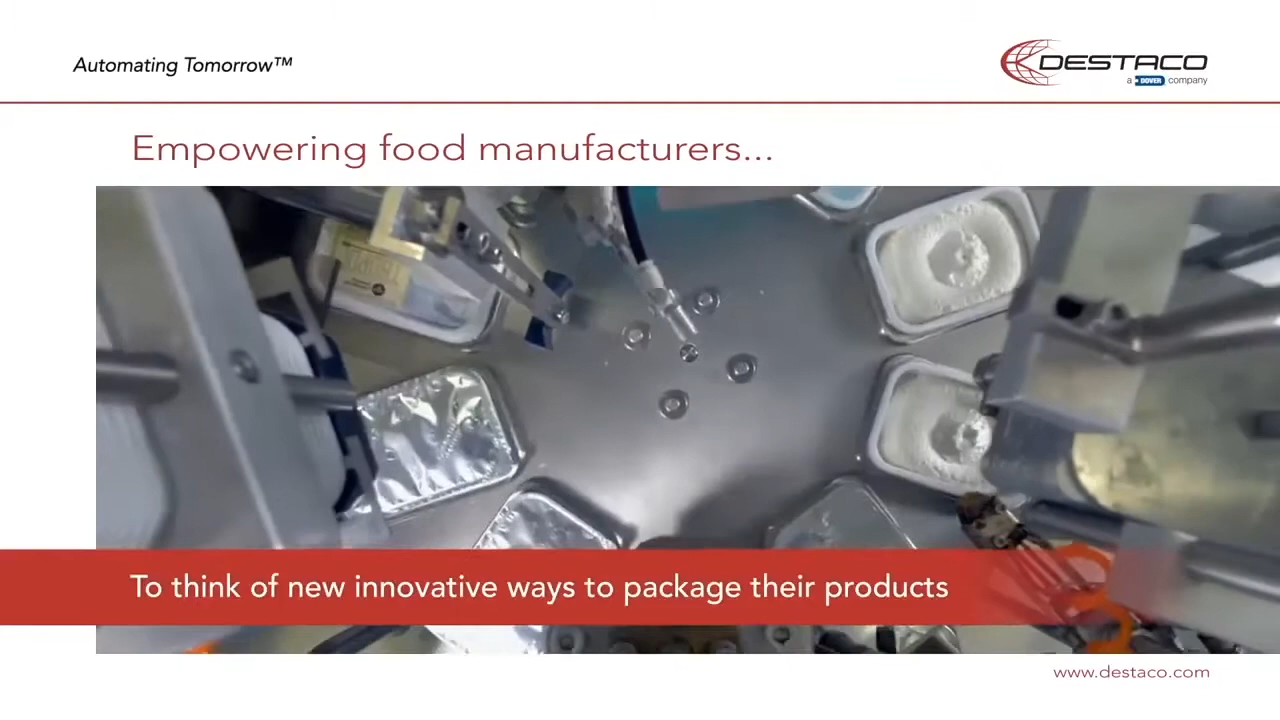 Automating Tomorrow™
DESTACO
a DOVER company
Empowering food manufacturers...
To think of new innovative ways to package their products
www.destaco.com